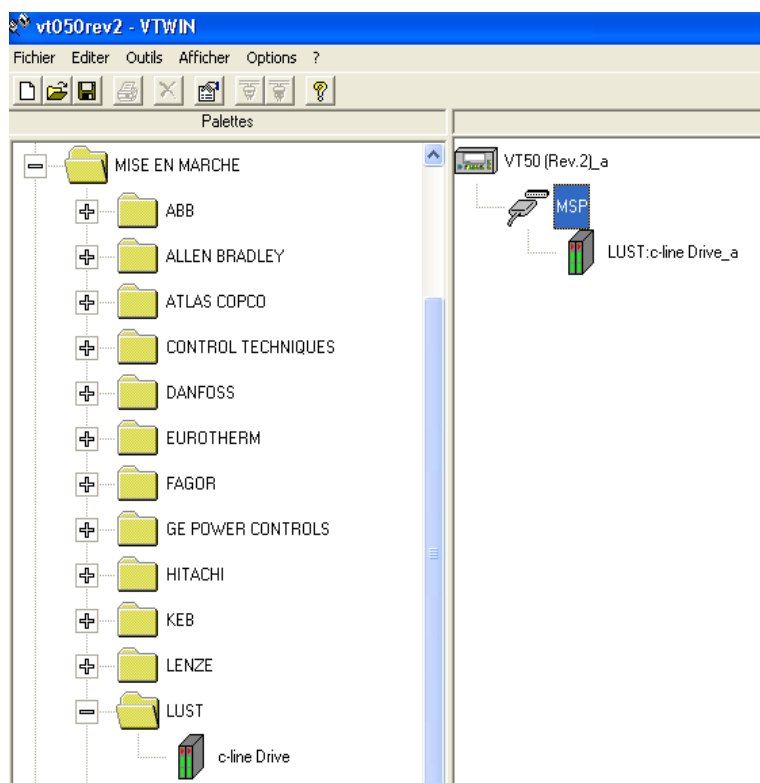 vt050rev2 - VTWIN
Fichier Editer Outils Afficher Options ?
Palettes
MISE EN MARCHE
ABB
ALLEN BRADLEY
ATLAS COPCO
CONTROL TECHNIQUES
DANFOSS
EUROTHERM
FAGOR
GE POWER CONTROLS
HITACHI
KEB
LENZE
LUST
c-line Drive
VT50 (Rev.2)_a
MSP
LUST:c-line Drive_a